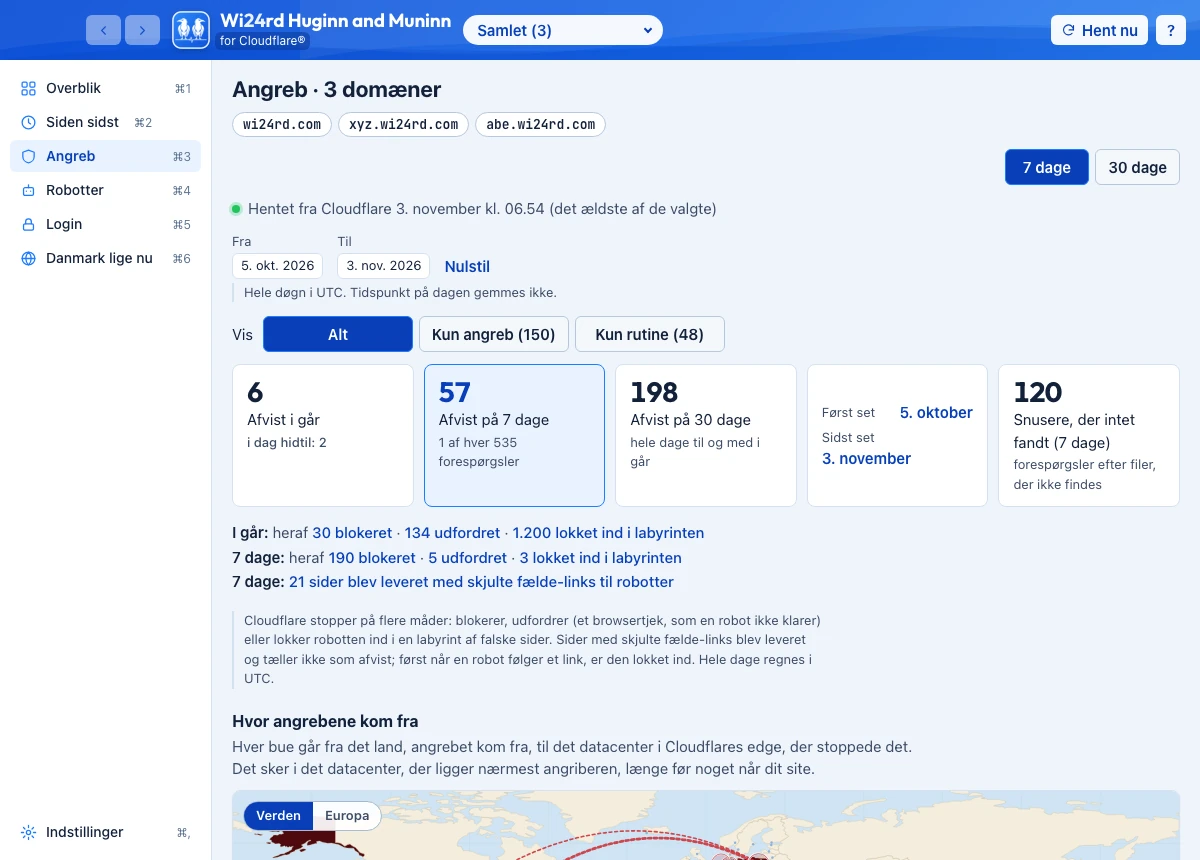 Wi24rd Huginn and Muninn
for Cloudflare®
Samlet (3)
Hent nu
?
Overblik ⌘1
Siden sidst ⌘2
Angreb ⌘3
Robotter ⌘4
Login ⌘5
Danmark lige nu ⌘6
Indstillinger ⌘,
Angreb · 3 domæner
wi24rd.com xyz.wi24rd.com abe.wi24rd.com
7 dage 30 dage
Hentet fra Cloudflare 3. november kl. 06.54 (det ældste af de valgte)
Fra Til
5. okt. 2026 3. nov. 2026 Nulstil
Hele døgn i UTC. Tidspunkt på dagen gemmes ikke.
Vis Alt Kun angreb (150) Kun rutine (48)
6
Afvist i går
i dag hidtil: 2
57
Afvist på 7 dage
1 af hver 535
forespørgsler
198
Afvist på 30 dage
hele dage til og med i
går
Først set 5. oktober
Sidst set
3. november
120
Snusere, der intet
fandt (7 dage)
forespørgsler efter filer,
der ikke findes
I går: heraf 30 blokeret · 134 udfordret · 1.200 lokket ind i labyrinten
7 dage: heraf 190 blokeret · 5 udfordret · 3 lokket ind i labyrinten
7 dage: 21 sider blev leveret med skjulte fælde-links til robotter
Cloudflare stopper på flere måder: blokerer, udfordrer (et browsertjek, som en robot ikke klarer)
eller lokker robotten ind i en labyrint af falske sider. Sider med skjulte fælde-links blev leveret
og tæller ikke som afvist; først når en robot følger et link, er den lokket ind. Hele dage regnes i
UTC.
Hvor angrebene kom fra
Hver bue går fra det land, angrebet kom fra, til det datacenter i Cloudflares edge, der stoppede det.
Det sker i det datacenter, der ligger nærmest angriberen, længe før noget når dit site.
Verden Europa